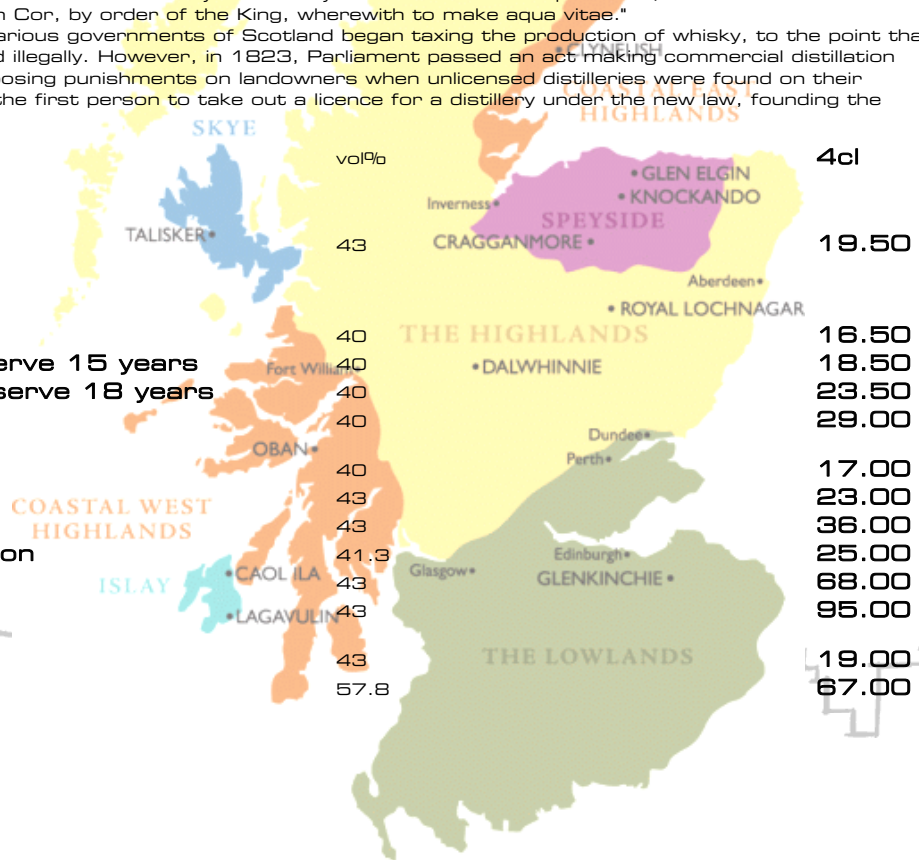 n Cor, by order of the King, wherewith to make aqua vitae."
arious governments of Scotland began taxing the production of whisky, to the point tha
d illegally. However, in 1823, Parliament passed an act making commercial distillation
CLYNELISH
posing punishments on landowners when unlicensed distilleries were found on their
COASTAL EAST
HIGHLANDS
the first person to take out a licence for a distillery under the new law, founding the
SKYE
vol% 4cl
GLEN ELGIN
KNOCKANDO
Inverness
SPEYSIDE
TALISKER
CRAGGANMORE
43 19.50
Aberdeen
ROYAL LOCHNAGAR
THE HIGHLANDS
40 16.50
erve 15 years 40 18.50
Fort William
DALWHINNIE
serve 18 years 40 23.50
40 29.00
Dundee
OBAN
Perth
40 17.00
43 23.00
COASTAL WEST
HIGHLANDS
43 36.00
on 41.3 25.00
Edinburgh
Glasgow
CAOL ILA
GLENKINCHIE
ISLAY
43 68.00
43 95.00
LAGAVULIN
THE LOWLANDS
43 19.00
57.8 67.00